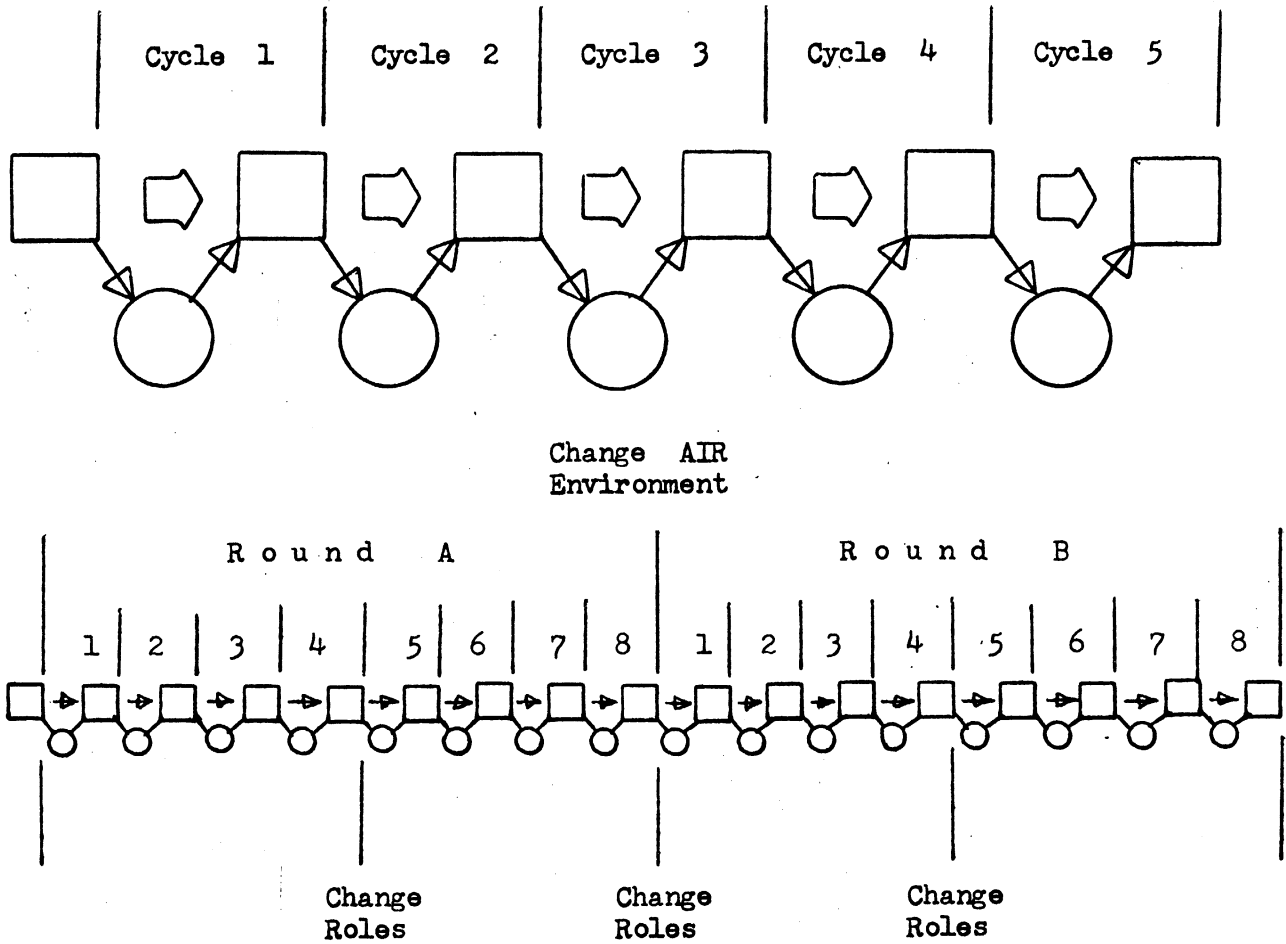 Cycle 1 Cycle 2 Cycle 3 Cycle 4 Cycle 5
Change AIR
Environment
Round A Round B
1 2 3 4 5 6 7 8 1 2 3 4 5 6 7 8
Change Change Change
Roles Roles Roles